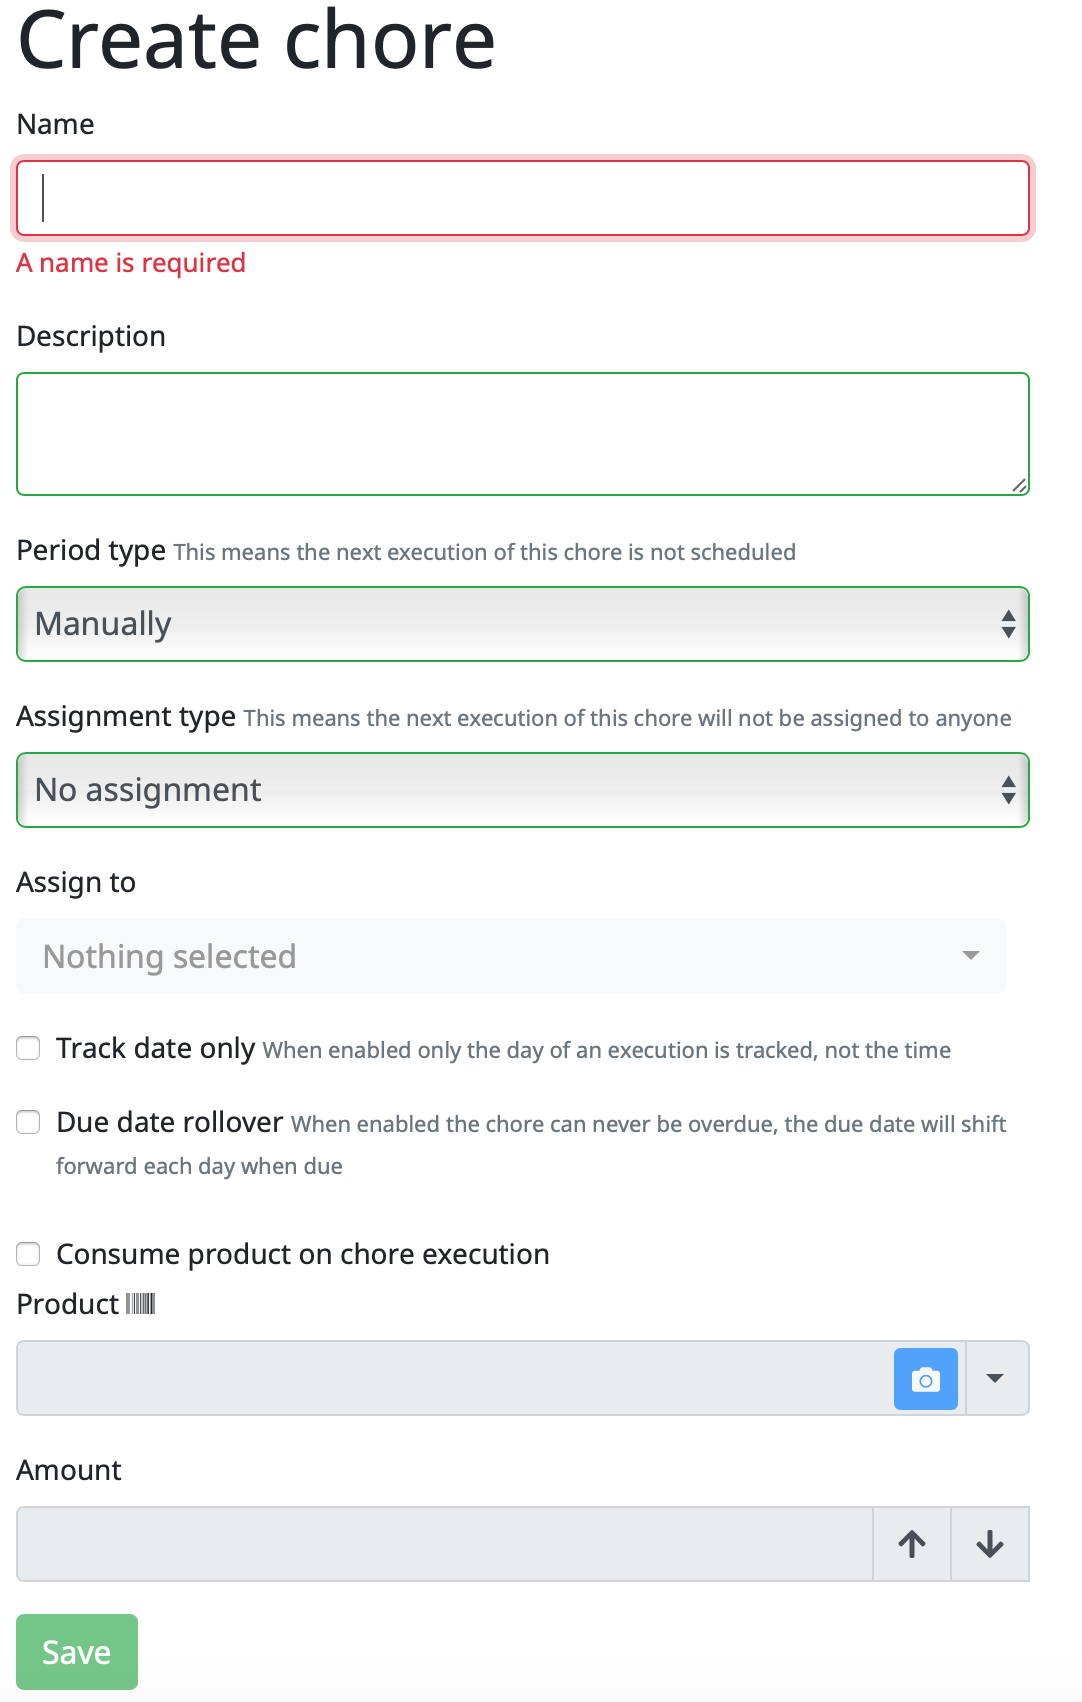 Create chore
Name
A name is required
Description
Period type This means the next execution of this chore is not scheduled
Manually
Assignment type This means the next execution of this chore will not be assigned to anyone
No assignment
Assign to
Nothing selected
Track date only When enabled only the day of an execution is tracked, not the time
Due date rollover When enabled the chore can never be overdue, the due date will shift
forward each day when due
Consume product on chore execution
Product
Amount
Save